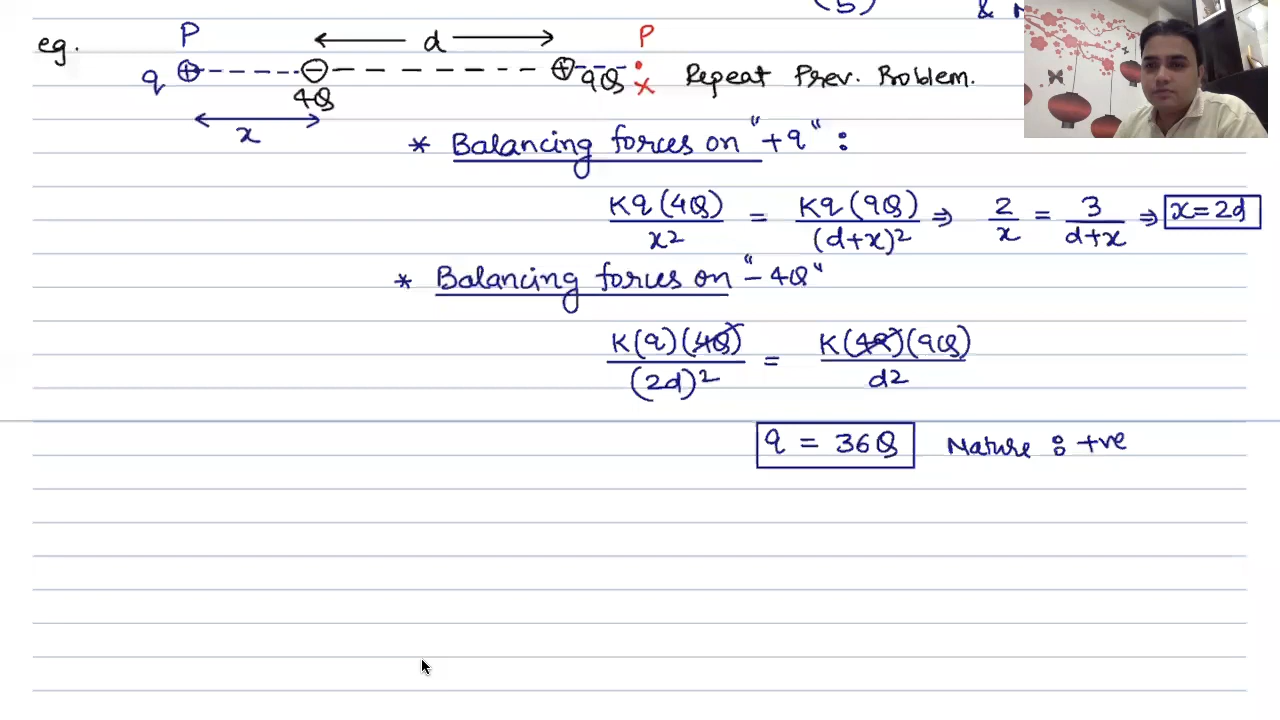 (5) &
eg. P d P
q + − + 9Q x Repeat Prev. Problem.
4Q
x
* Balancing forces on "+q" :
Kq(4Q)/x2 = Kq(9Q)/(d+x)2 ⇒ 2/x = 3/d+x ⇒ x=2d
* Balancing forces on "−4Q"
K(q)(4Q)/(2d)2 = K(4Q)(9Q)/d2
q = 36Q Nature : +ve